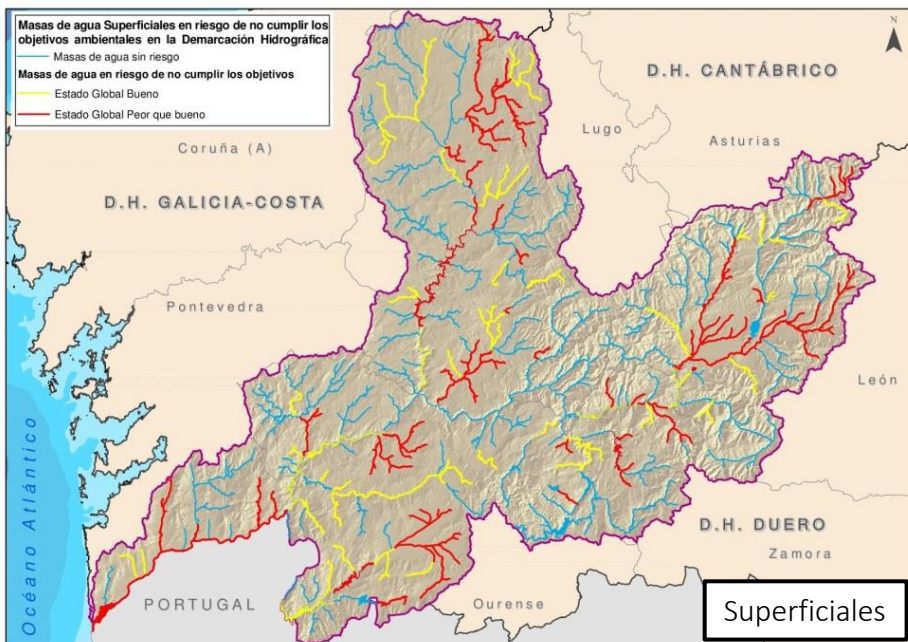 Masas de agua Superficiales en riesgo de no cumplir los
objetivos ambientales en la Demarcación Hidrográfica
Masas de agua sin riesgo
Masas de agua en riesgo de no cumplir los objetivos
Estado Global Bueno
Estado Global Peor que bueno
N
D.H. CANTÁBRICO
Lugo
Asturias
Coruña (A)
D.H. GALICIA-COSTA
Pontevedra
León
Océano Atlántico
D.H. DUERO
Zamora
PORTUGAL
Ourense
Superficiales